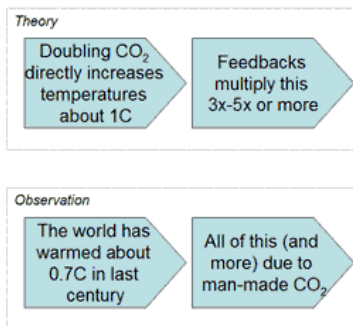 Theory
Doubling CO₂
directly increases
temperatures
about 1C
Feedbacks
multiply this
3x-5x or more
Observation
The world has
warmed about
0.7C in last
century
All of this (and
more) due to
man-made CO₂